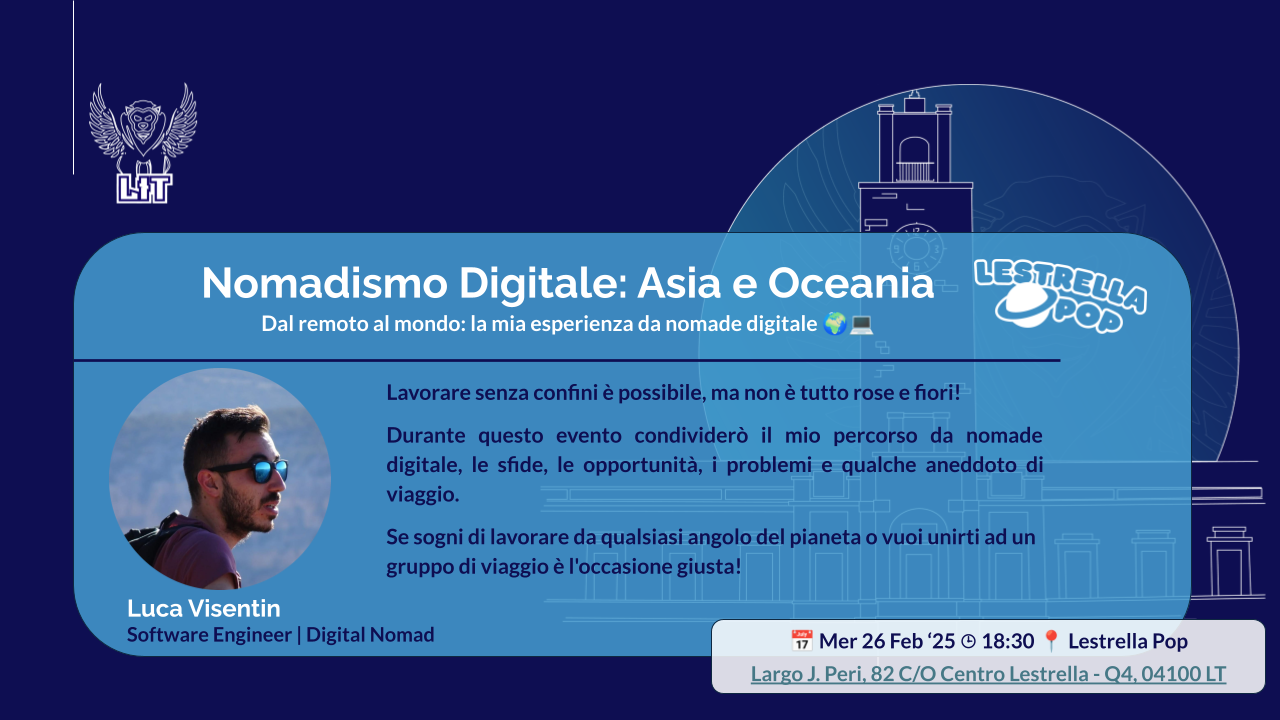 LIT
Nomadismo Digitale: Asia e Oceania
Dal remoto al mondo: la mia esperienza da nomade digitale 🌍💻
LESTRELLA
POP
Lavorare senza confini è possibile, ma non è tutto rose e fiori!
Durante questo evento condividerò il mio percorso da nomade
digitale, le sfide, le opportunità, i problemi e qualche aneddoto di
viaggio.
Se sogni di lavorare da qualsiasi angolo del pianeta o vuoi unirti ad un
gruppo di viaggio è l'occasione giusta!
Luca Visentin
Software Engineer | Digital Nomad
📅 Mer 26 Feb ‘25 🕒 18:30 📍 Lestrella Pop
Largo J. Peri, 82 C/O Centro Lestrella - Q4, 04100 LT